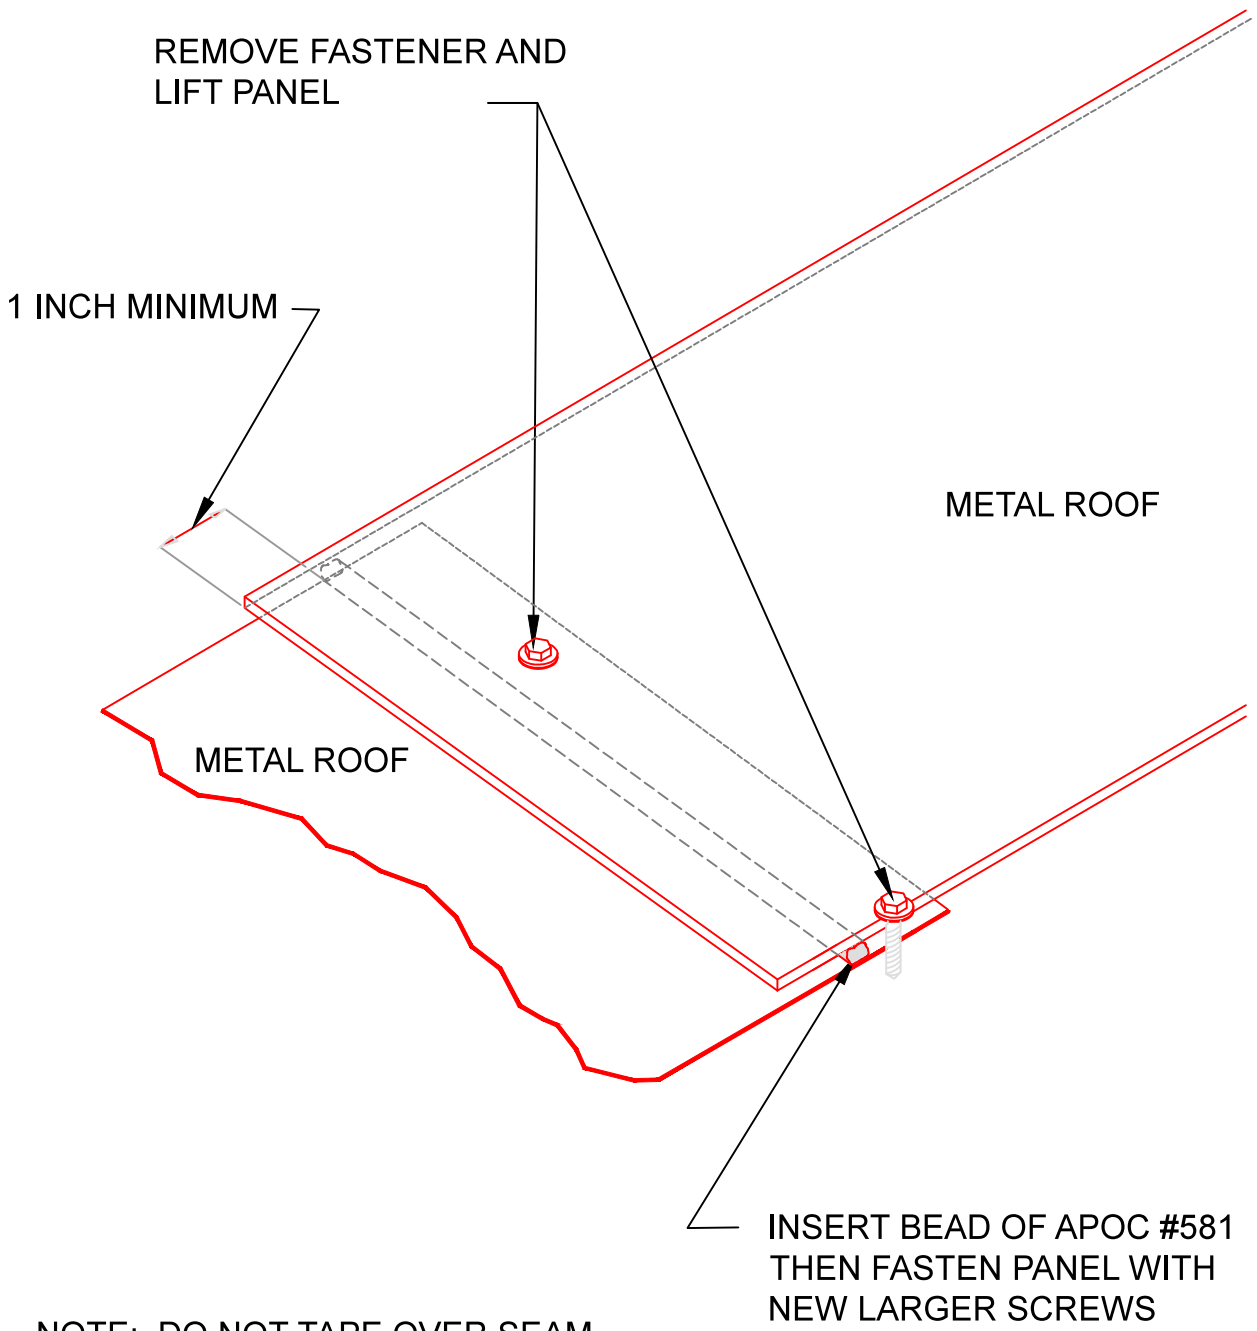 REMOVE FASTENER AND
LIFT PANEL
1 INCH MINIMUM
METAL ROOF
METAL ROOF
INSERT BEAD OF APOC #581
THEN FASTEN PANEL WITH
NEW LARGER SCREWS
NOTE: DO NOT TAPE OVER SEAM